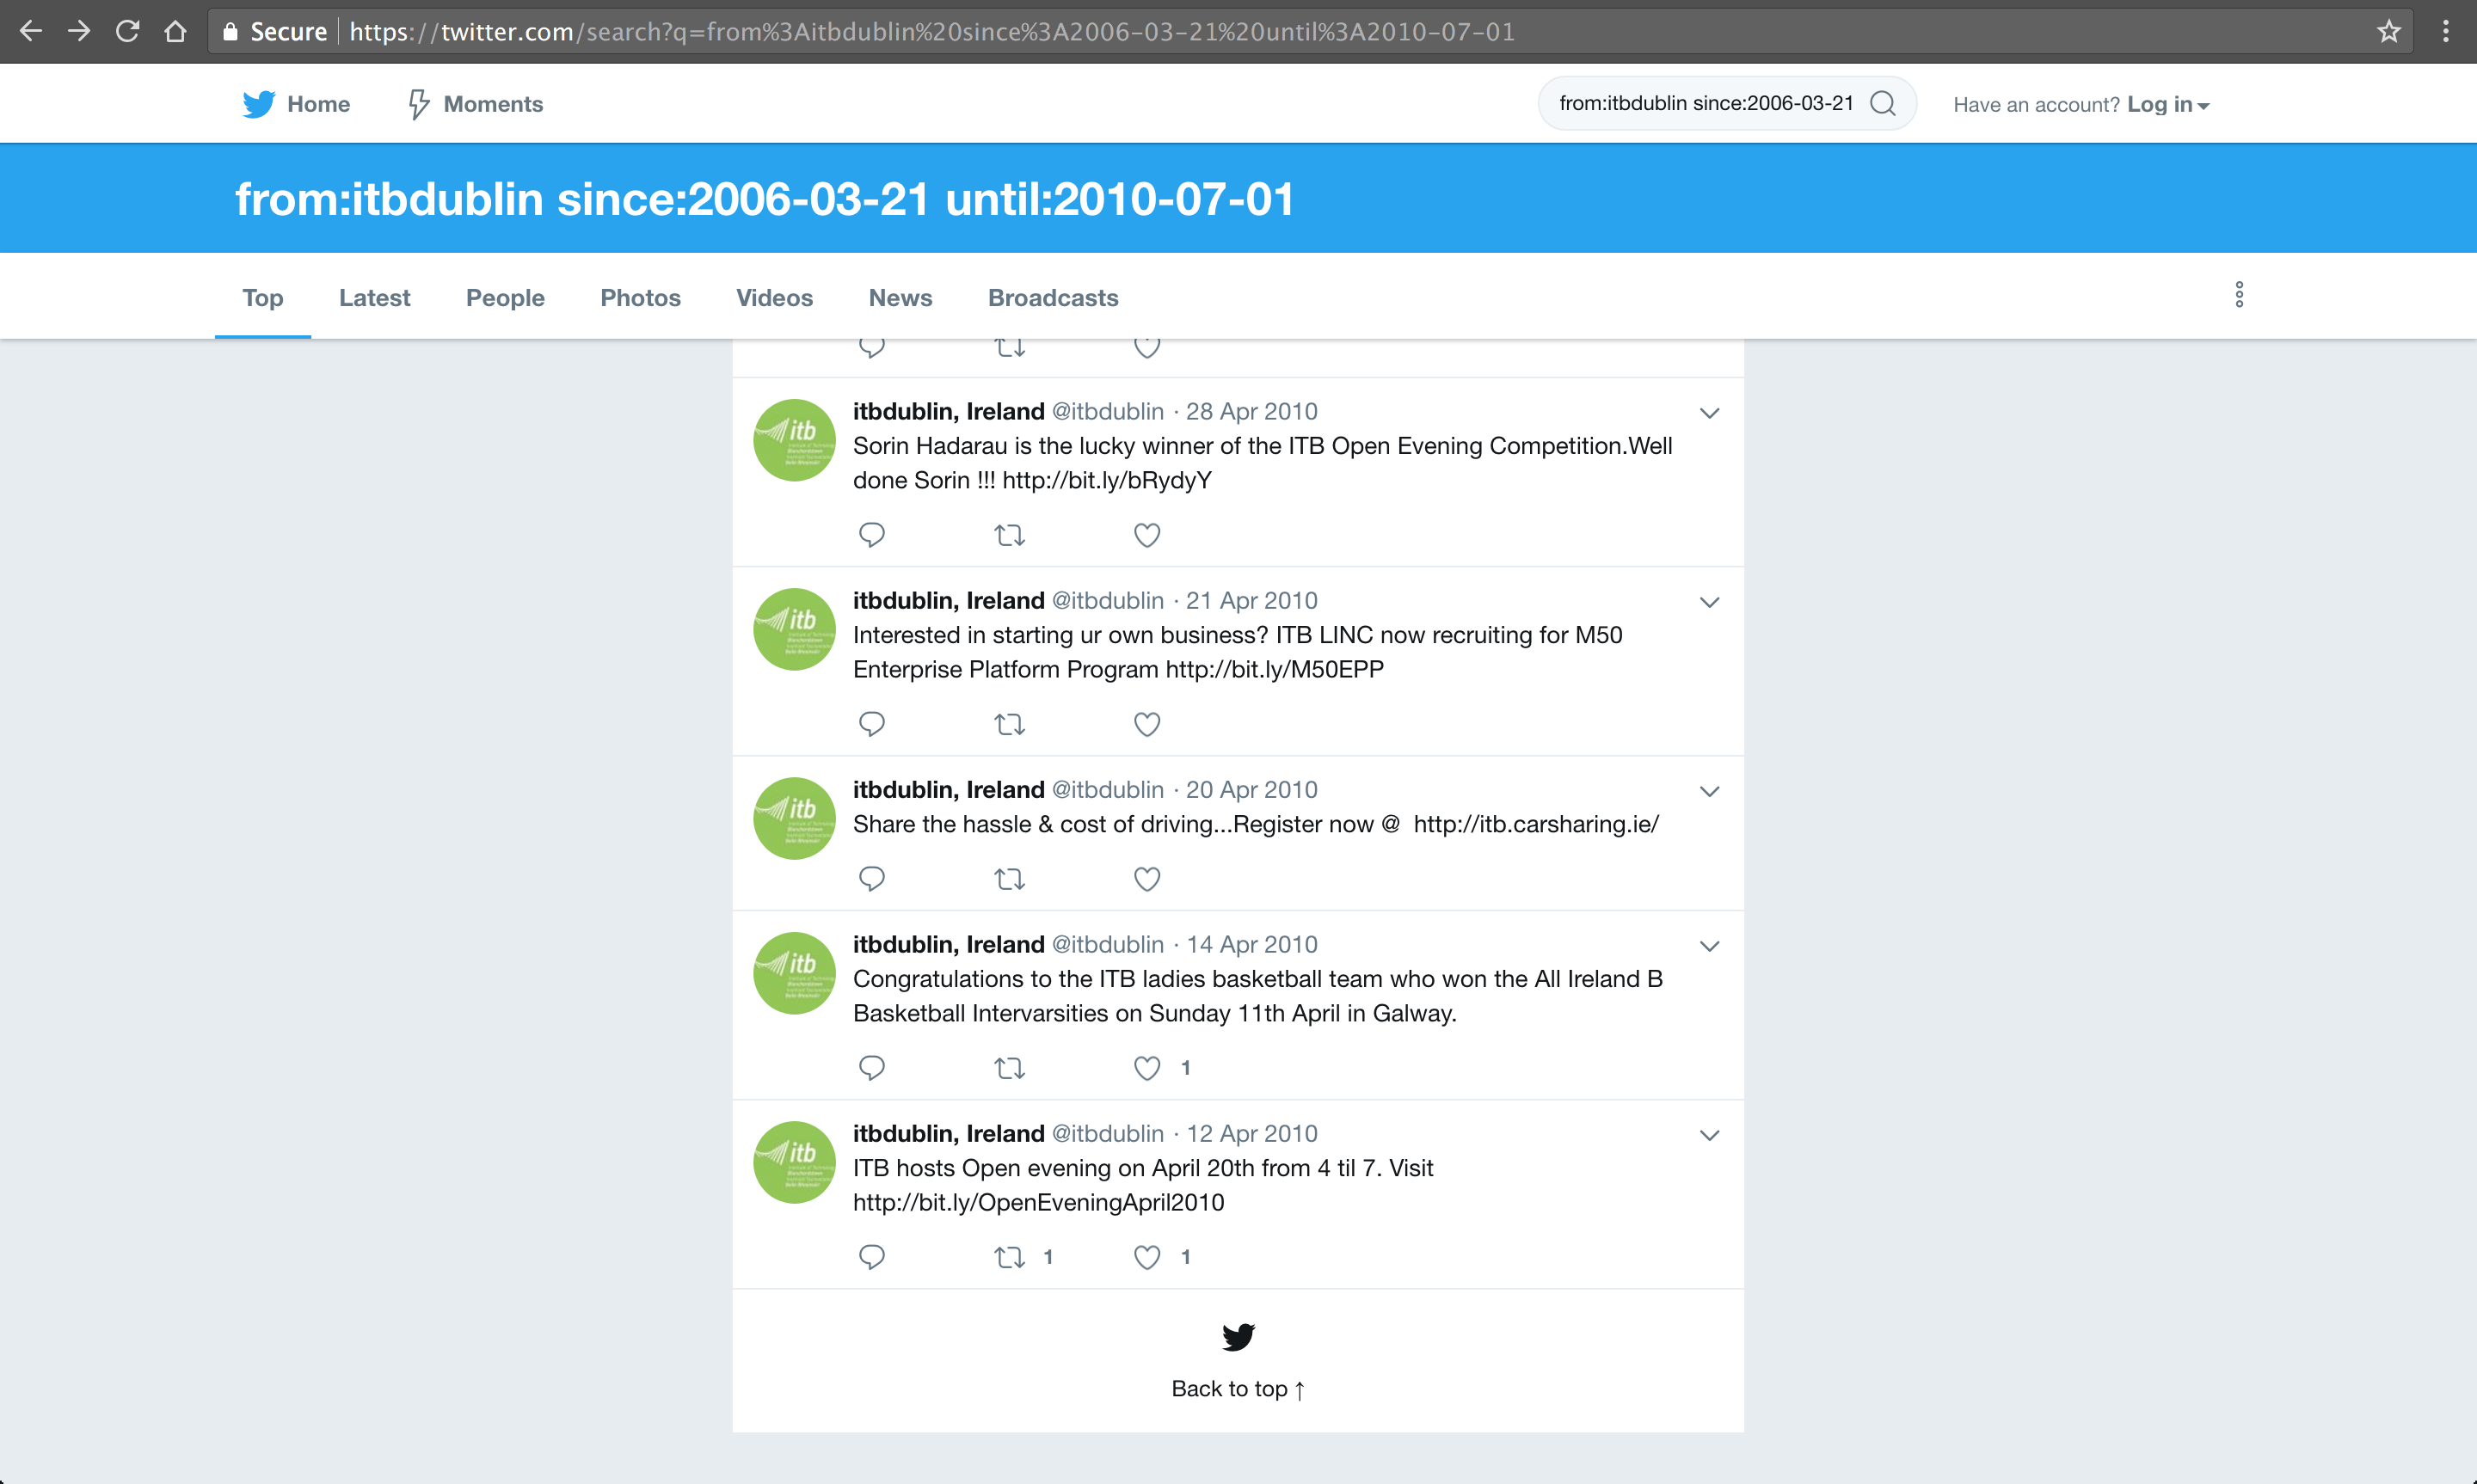 Secure
https://twitter.com/search?q=from%3Aitbdublin%20since%3A2006-03-21%20until%3A2010-07-01
Home
Moments
from:itbdublin since:2006-03-21
Have an account? Log in
from:itbdublin since:2006-03-21 until:2010-07-01
Top
Latest
People
Photos
Videos
News
Broadcasts
itb
itbdublin, Ireland @itbdublin · 28 Apr 2010
Sorin Hadarau is the lucky winner of the ITB Open Evening Competition.Well
done Sorin !!! http://bit.ly/bRydyY
itb
itbdublin, Ireland @itbdublin · 21 Apr 2010
Interested in starting ur own business? ITB LINC now recruiting for M50
Enterprise Platform Program http://bit.ly/M50EPP
itb
itbdublin, Ireland @itbdublin · 20 Apr 2010
Share the hassle & cost of driving...Register now @  http://itb.carsharing.ie/
itb
itbdublin, Ireland @itbdublin · 14 Apr 2010
Congratulations to the ITB ladies basketball team who won the All Ireland B
Basketball Intervarsities on Sunday 11th April in Galway.
1
itb
itbdublin, Ireland @itbdublin · 12 Apr 2010
ITB hosts Open evening on April 20th from 4 til 7. Visit
http://bit.ly/OpenEveningApril2010
1 1
Back to top ↑